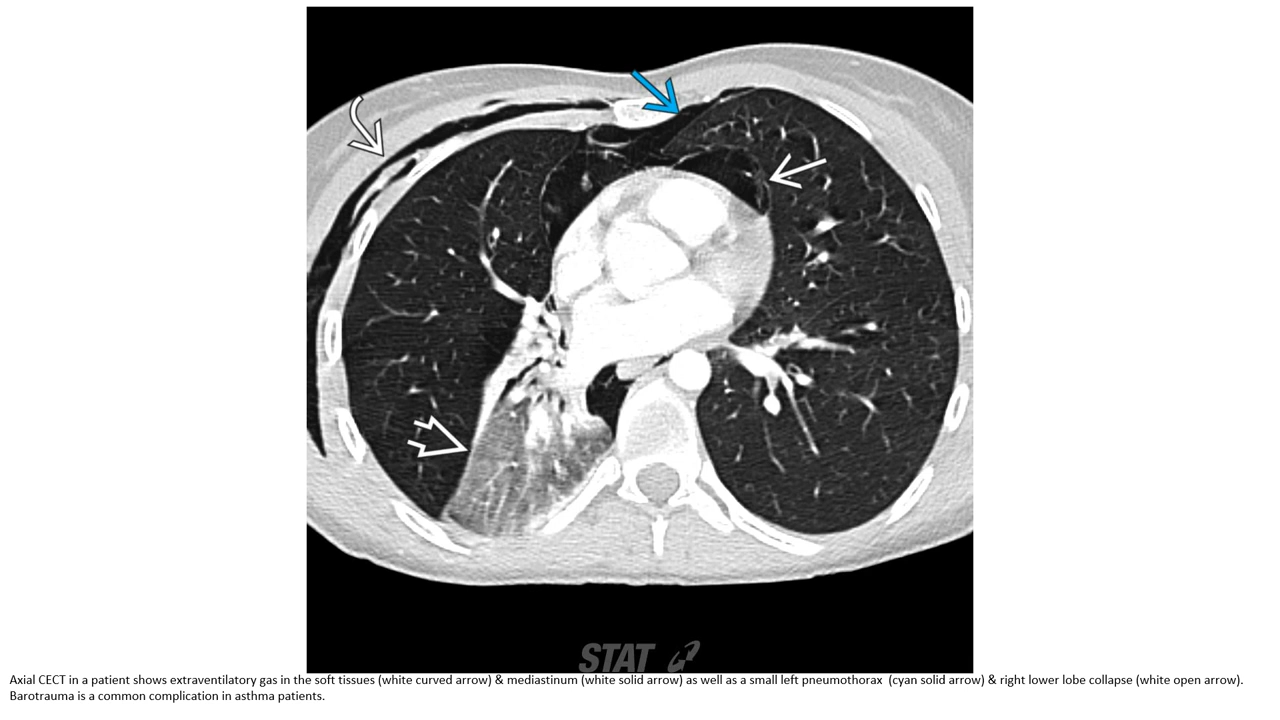 STAT
Axial CECT in a patient shows extraventilatory gas in the soft tissues (white curved arrow) & mediastinum (white solid arrow) as well as a small left pneumothorax  (cyan solid arrow) & right lower lobe collapse (white open arrow).
Barotrauma is a common complication in asthma patients.